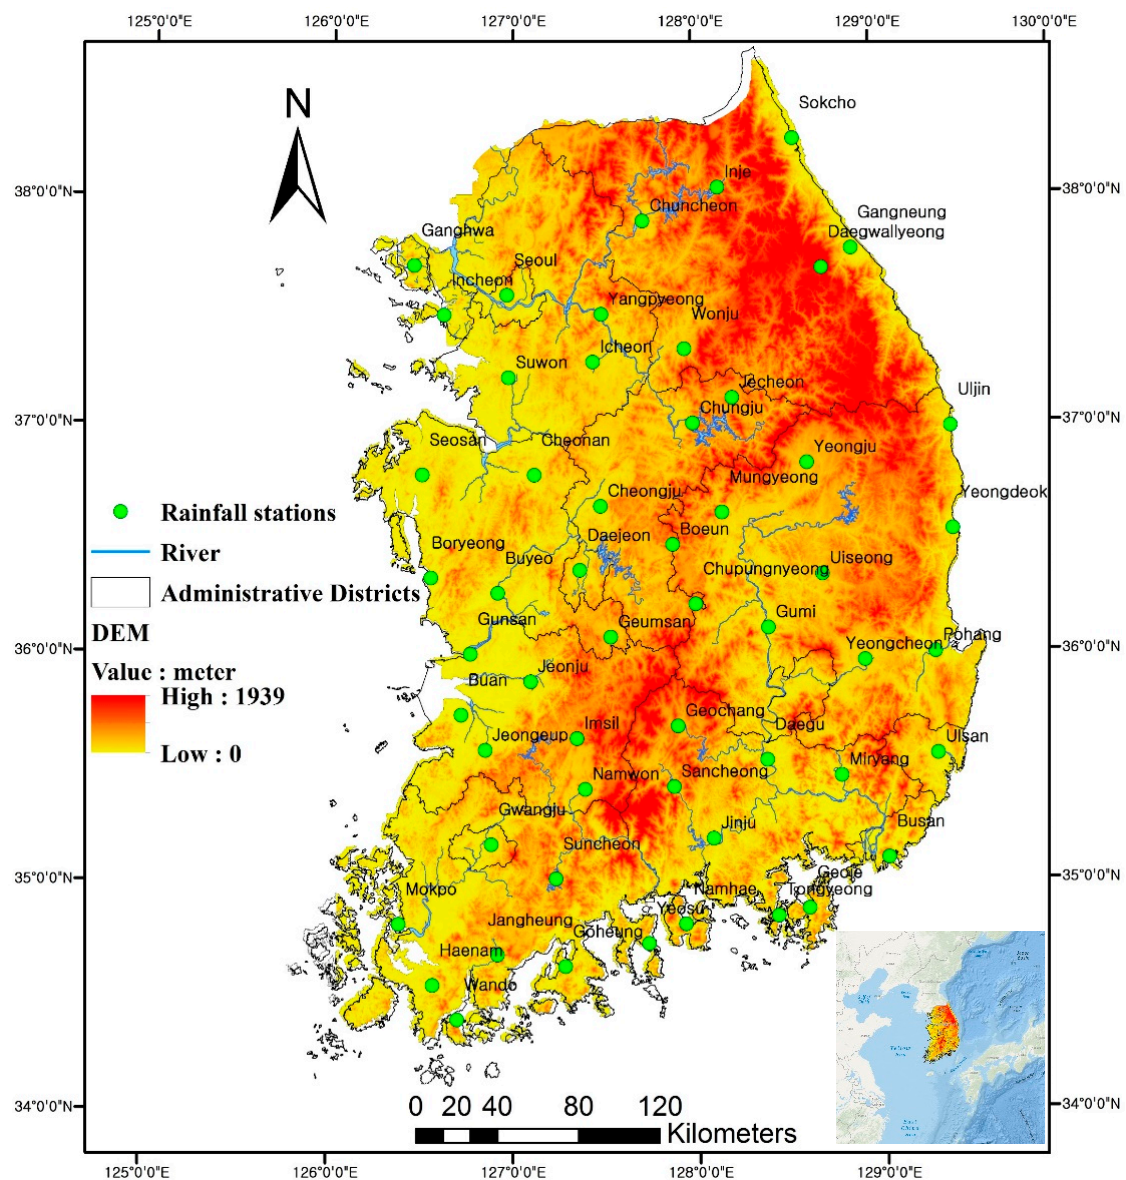 125°0'0"E 126°0'0"E 127°0'0"E 128°0'0"E 129°0'0"E 130°0'0"E
N
Sokcho
38°0'0"N
Inje
38°0'0"N
Chuncheon
Gangneung
Ganghwa
Daegwallyeong
Seoul
Incheon
Yangpyeong
Wonju
Icheon
Suwon
Jecheon
Uljin
Chungju
37°0'0"N
37°0'0"N
Seosan
Cheonan
Yeongju
Mungyeong
Cheongju
Yeongdeok
Rainfall stations
Boeun
Daejeon
River
Boryeong
Buyeo
Uiseong
Chupungnyeong
Administrative Districts
Gumi
Gunsan
Geumsan
DEM
Pohang
Yeongcheon
36°0'0"N
36°0'0"N
Value : meter
Jeonju
Buan
High : 1939
Geochang
Imsil
Daegu
Jeongeup
Ulsan
Low : 0
Miryang
Namwon
Sancheong
Gwangju
Jinju
Busan
Suncheon
35°0'0"N
35°0'0"N
Geoje
Mokpo
Namhae
Tongyeong
Yeosu
Jangheung
Goheung
Haenam
Wando
34°0'0"N
34°0'0"N
0 20 40 80 120
Kilometers
125°0'0"E 126°0'0"E 127°0'0"E 128°0'0"E 129°0'0"E